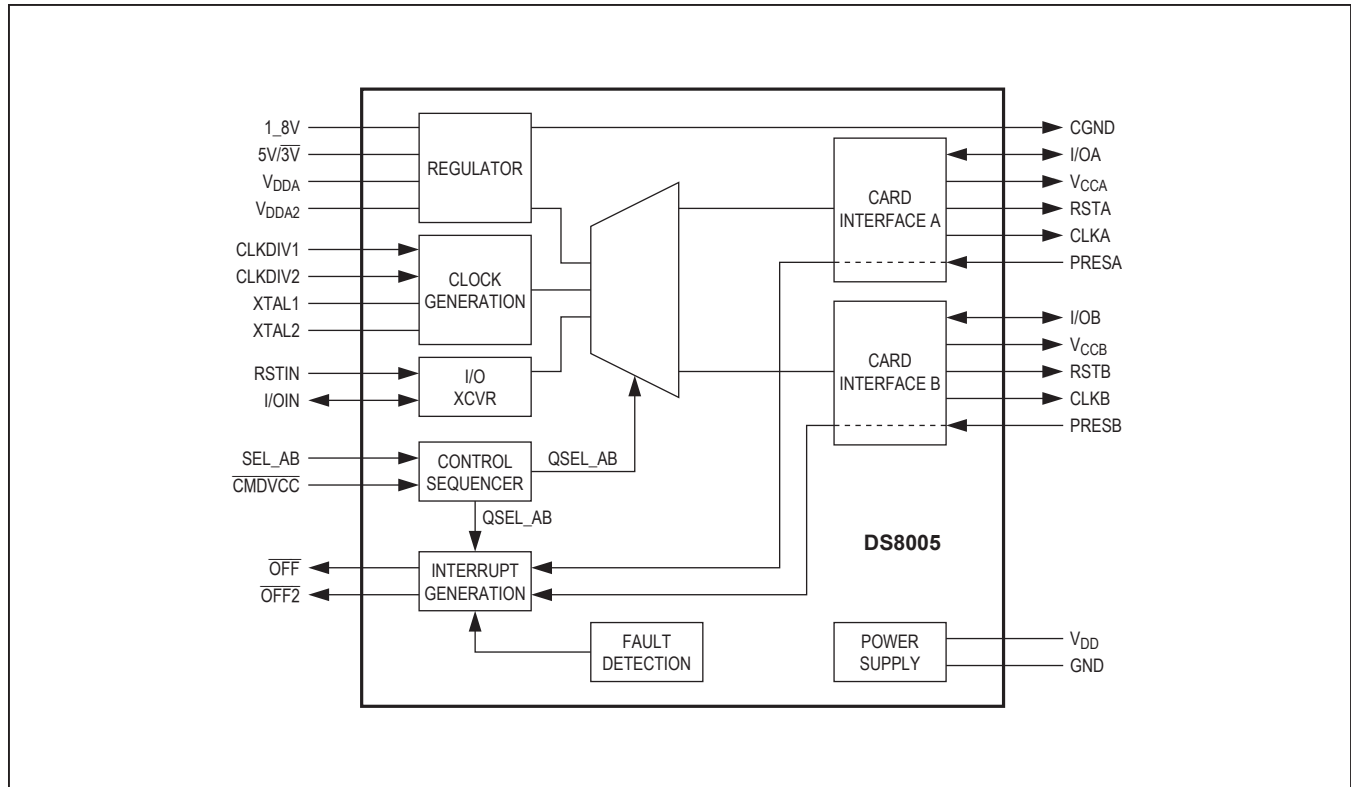 1_8V
5V/3V
VDDA
VDDA2
CLKDIV1
CLKDIV2
XTAL1
XTAL2
RSTIN
I/OIN
SEL_AB
CMDVCC
OFF
OFF2
REGULATOR
CLOCK
GENERATION
I/O
XCVR
CONTROL
SEQUENCER
QSEL_AB
QSEL_AB
INTERRUPT
GENERATION
FAULT
DETECTION
CARD
INTERFACE A
CARD
INTERFACE B
DS8005
POWER
SUPPLY
CGND
I/OA
VCCA
RSTA
CLKA
PRESA
I/OB
VCCB
RSTB
CLKB
PRESB
VDD
GND